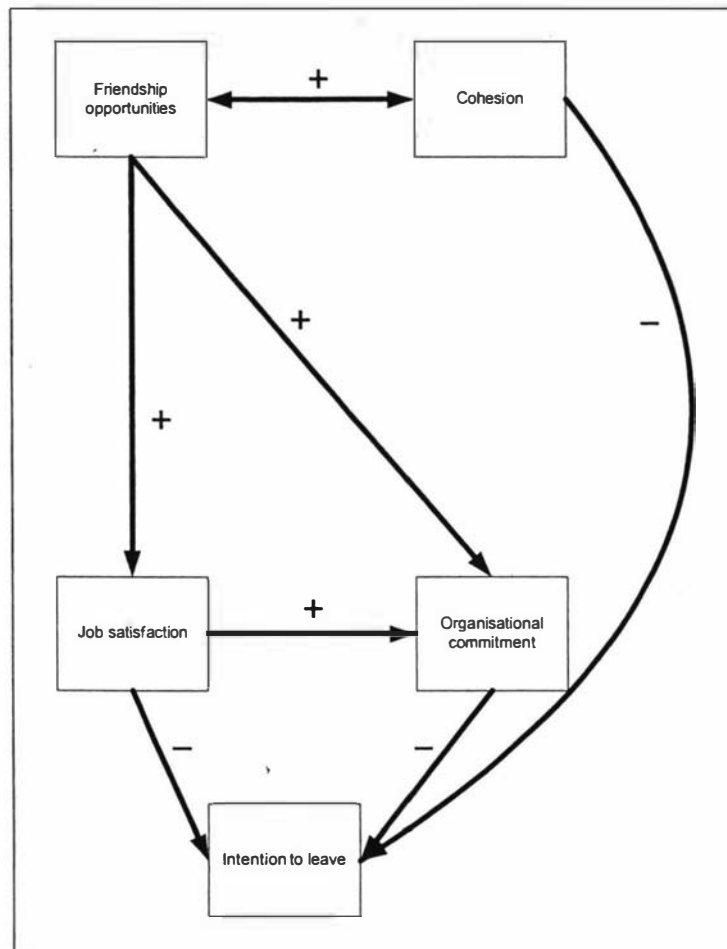 Friendship
opportunities
+
Cohesion
+
−
+
Job satisfaction
+
Organisational
commitment
−
−
Intention to leave